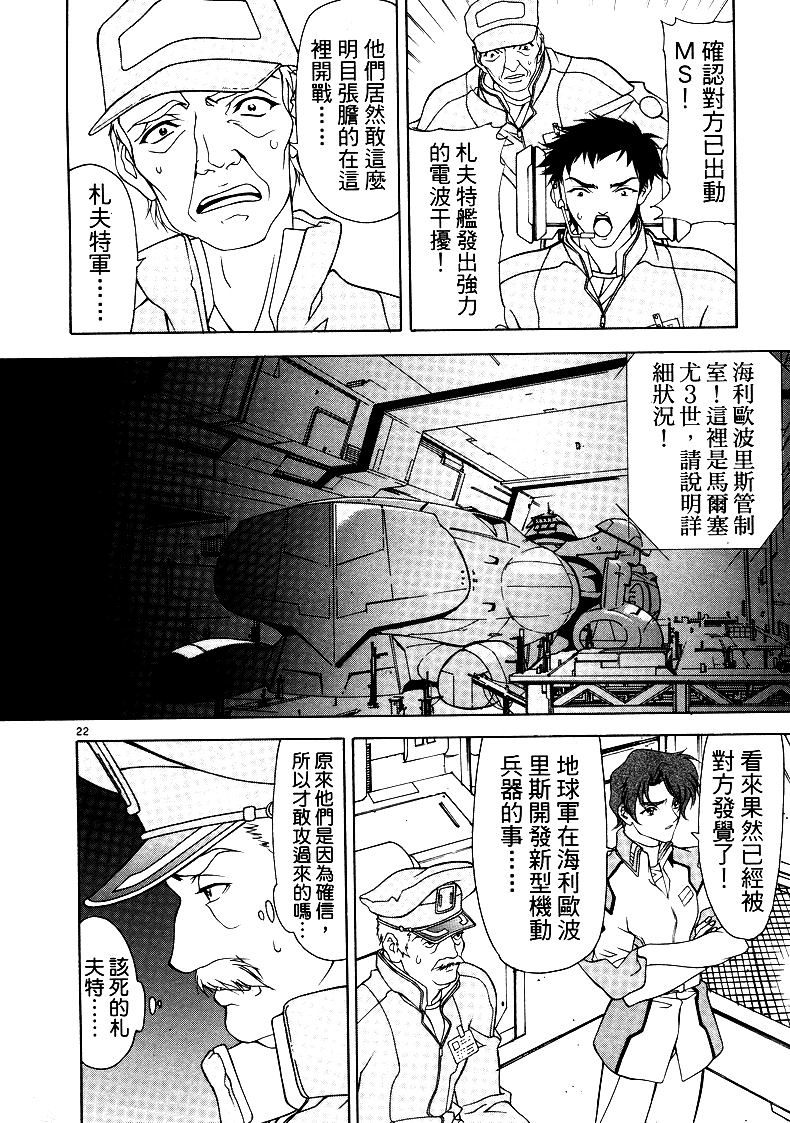 確認對方已出動
MS！
札夫特艦發出強力
的電波干擾！
他們居然敢這麼
明目張膽的在這
裡開戰……
札夫特軍……
海利歐波里斯管制
室！這裡是馬爾塞
尤3世，請說明詳
細狀況！
看來果然已經被
對方發覺了！
地球軍在海利歐波
里斯開發新型機動
兵器的事……
原來他們是因為確信，
所以才敢攻過來的嗎…
該死的札
夫特……
22